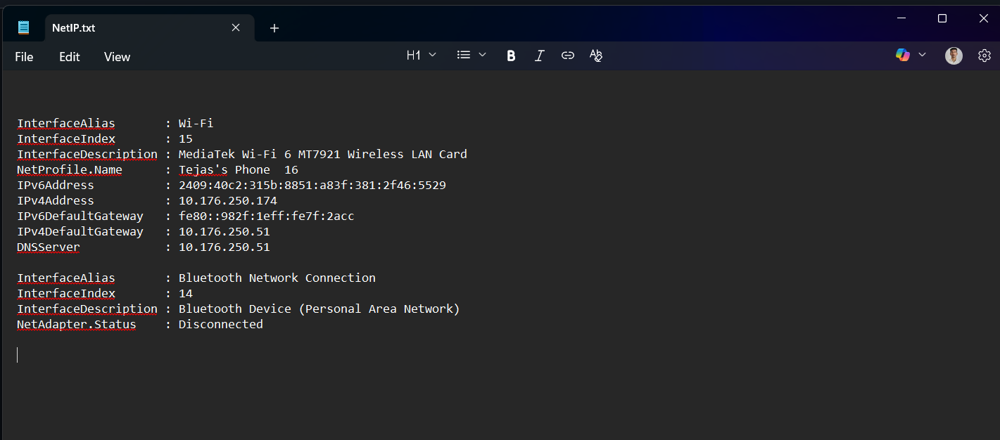 NetIP.txt
File Edit View H1 B I
InterfaceAlias       : Wi-Fi
InterfaceIndex       : 15
InterfaceDescription : MediaTek Wi-Fi 6 MT7921 Wireless LAN Card
NetProfile.Name      : Tejas's Phone  16
IPv6Address          : 2409:40c2:315b:8851:a83f:381:2f46:5529
IPv4Address          : 10.176.250.174
IPv6DefaultGateway   : fe80::982f:1eff:fe7f:2acc
IPv4DefaultGateway   : 10.176.250.51
DNSServer            : 10.176.250.51
InterfaceAlias       : Bluetooth Network Connection
InterfaceIndex       : 14
InterfaceDescription : Bluetooth Device (Personal Area Network)
NetAdapter.Status    : Disconnected